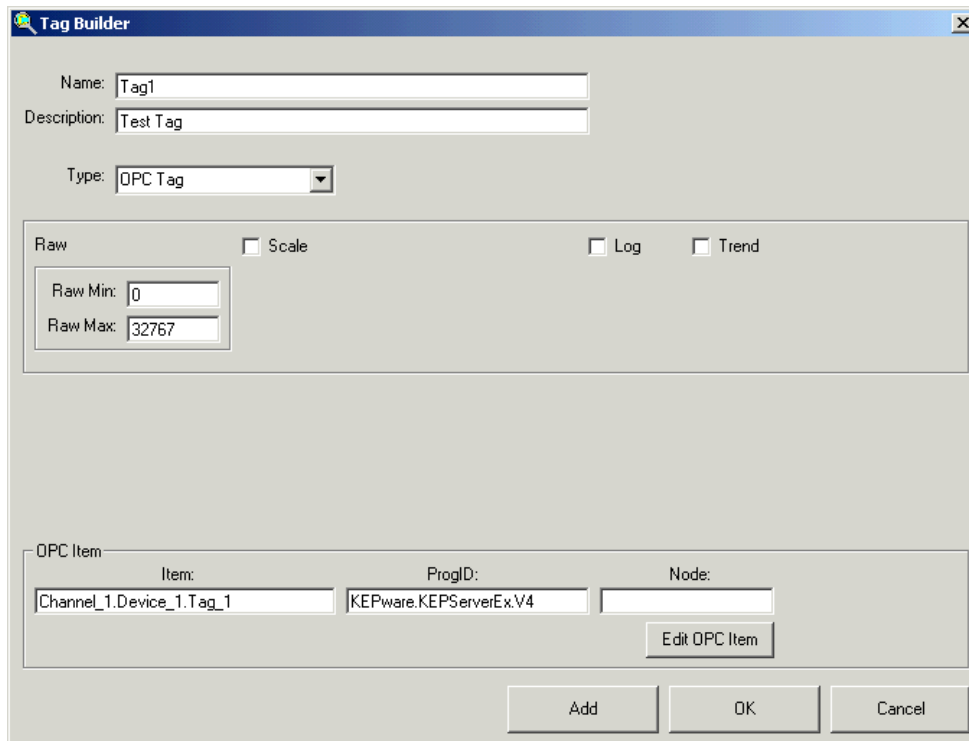 Tag Builder
Name: Tag1
Description: Test Tag
Type: OPC Tag
Raw Scale Log Trend
Raw Min: 0
Raw Max: 32767
OPC Item
Item: ProgID: Node:
Channel_1.Device_1.Tag_1 KEPware.KEPServerEx.V4
Edit OPC Item
Add OK Cancel